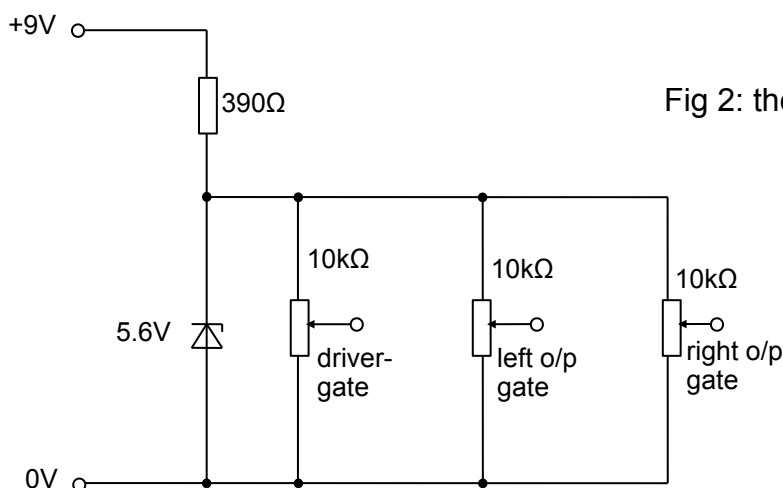 +9V
390Ω
Fig 2: the
10kΩ
10kΩ
10kΩ
5.6V
driver-
gate
left o/p
gate
right o/p
gate
0V